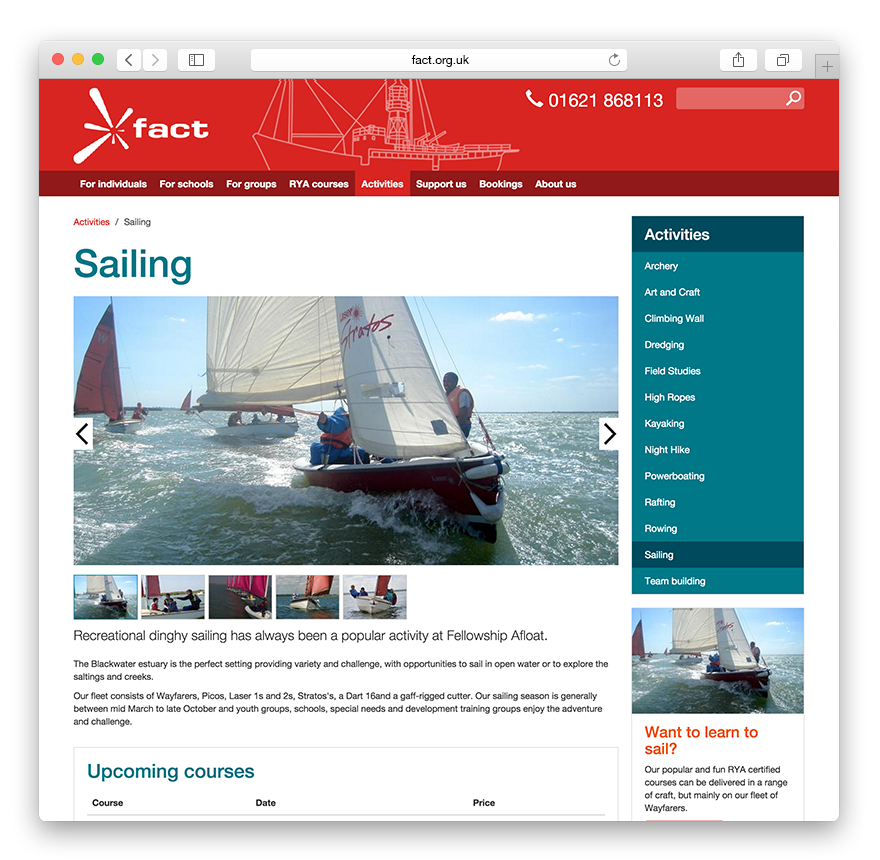 fact.org.uk
fact
01621 868113
For individuals For schools For groups RYA courses Activities Support us Bookings About us
Activities / Sailing
Sailing
Laser
Stratos
Recreational dinghy sailing has always been a popular activity at Fellowship Afloat.
The Blackwater estuary is the perfect setting providing variety and challenge, with opportunities to sail in open water or to explore the
saltings and creeks.
Our fleet consists of Wayfarers, Picos, Laser 1s and 2s, Stratos's, a Dart 16and a gaff-rigged cutter. Our sailing season is generally
between mid March to late October and youth groups, schools, special needs and development training groups enjoy the adventure
and challenge.
Upcoming courses
Course Date Price
Activities
Archery
Art and Craft
Climbing Wall
Dredging
Field Studies
High Ropes
Kayaking
Night Hike
Powerboating
Rafting
Rowing
Sailing
Team building
Want to learn to
sail?
Our popular and fun RYA certified
courses can be delivered in a range
of craft, but mainly on our fleet of
Wayfarers.